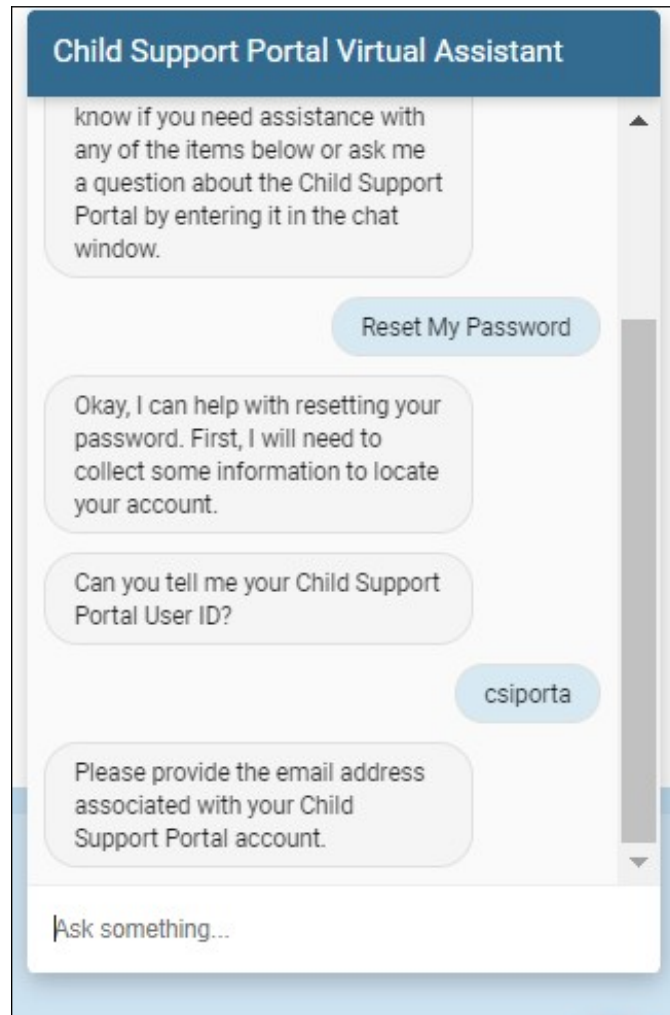 Child Support Portal Virtual Assistant
know if you need assistance with
any of the items below or ask me
a question about the Child Support
Portal by entering it in the chat
window.
Reset My Password
Okay, I can help with resetting your
password. First, I will need to
collect some information to locate
your account.
Can you tell me your Child Support
Portal User ID?
csiporta
Please provide the email address
associated with your Child
Support Portal account.
Ask something...